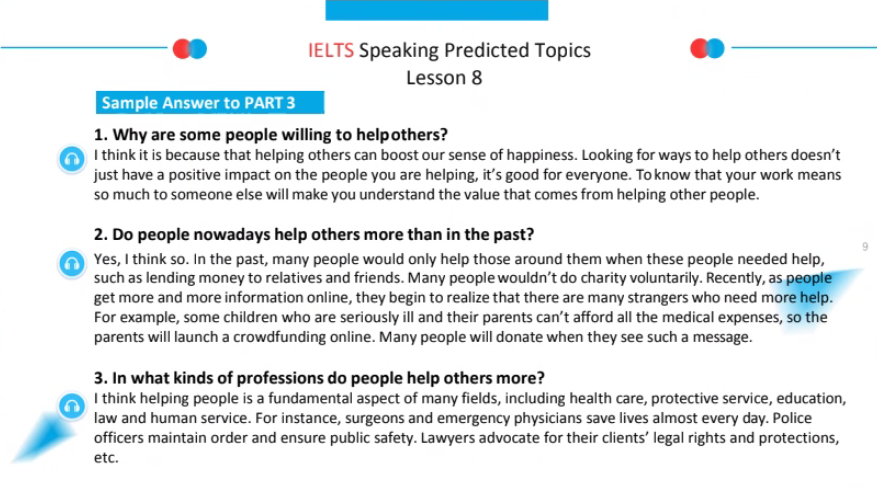 IELTS Speaking Predicted Topics
Lesson 8
Sample Answer to PART 3
1. Why are some people willing to help others?
I think it is because that helping others can boost our sense of happiness. Looking for ways to help others doesn't
just have a positive impact on the people you are helping, it's good for everyone. To know that your work means
so much to someone else will make you understand the value that comes from helping other people.
2. Do people nowadays help others more than in the past?
9
Yes, I think so. In the past, many people would only help those around them when these people needed help,
such as lending money to relatives and friends. Many people wouldn't do charity voluntarily. Recently, as people
get more and more information online, they begin to realize that there are many strangers who need more help.
For example, some children who are seriously ill and their parents can't afford all the medical expenses, so the
parents will launch a crowdfunding online. Many people will donate when they see such a message.
3. In what kinds of professions do people help others more?
I think helping people is a fundamental aspect of many fields, including health care, protective service, education,
law and human service. For instance, surgeons and emergency physicians save lives almost every day. Police
officers maintain order and ensure public safety. Lawyers advocate for their clients' legal rights and protections,
etc.